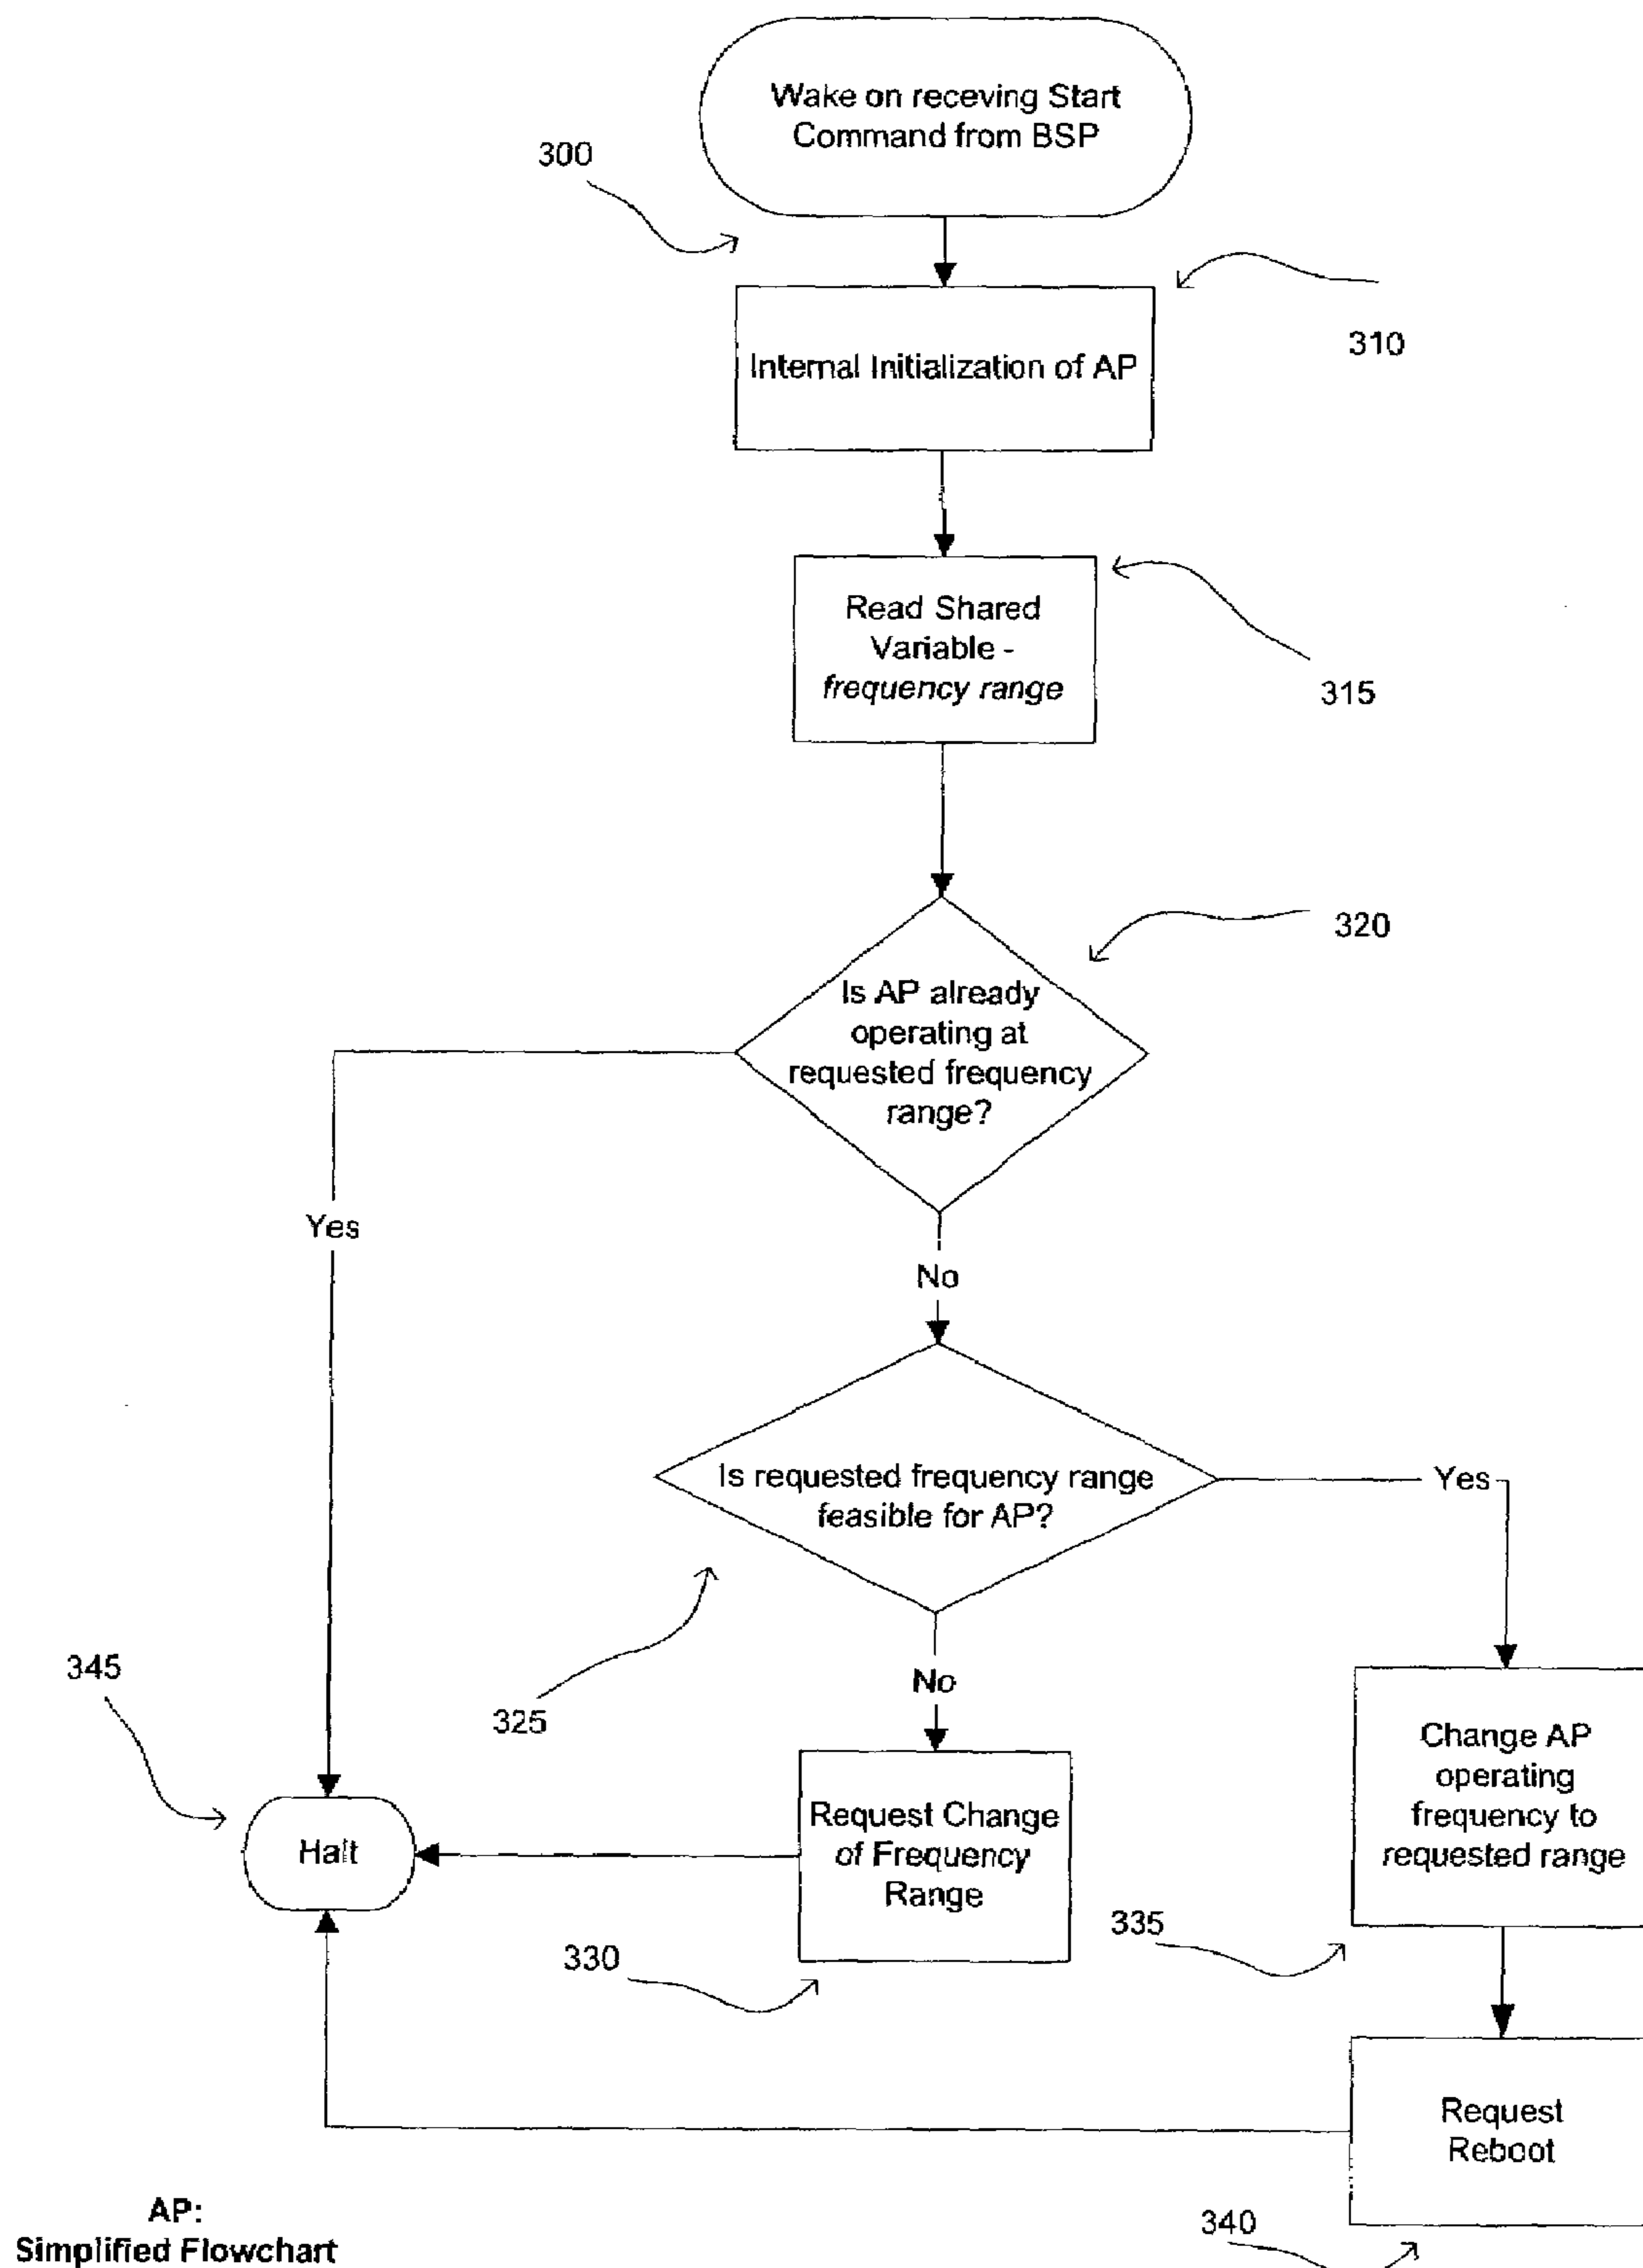 Wake on receving Start
Command from BSP
300
310
Internal Initialization of AP
Read Shared
Variable -
frequency range
315
320
Is AP already
operating at
requested frequency
range?
Yes
No
Is requested frequency range
feasible for AP?
Yes
325
No
345
Halt
Request Change
of Frequency
Range
330
Change AP
operating
frequency to
requested range
335
Request
Reboot
340
AP:
Simplified Flowchart